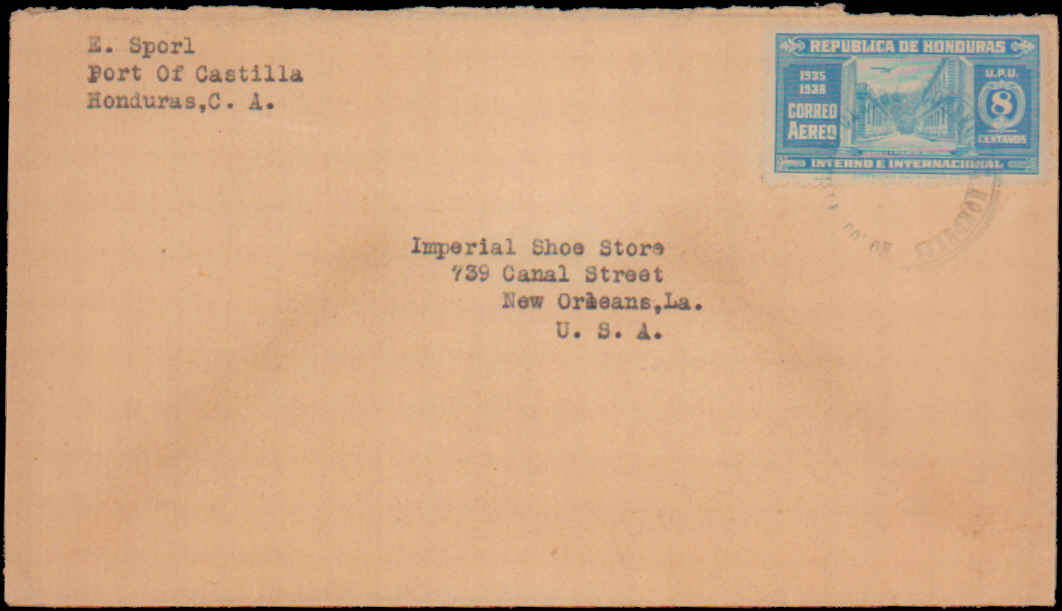 E. Sporl
Port Of Castilla
Honduras,C. A.
REPUBLICA DE HONDURAS
1935
1938
CORREO
AEREO
U.P.U.
8
CENTAVOS
INTERNO E INTERNACIONAL
Imperial Shoe Store
739 Canal Street
New Orleans,La.
U. S. A.